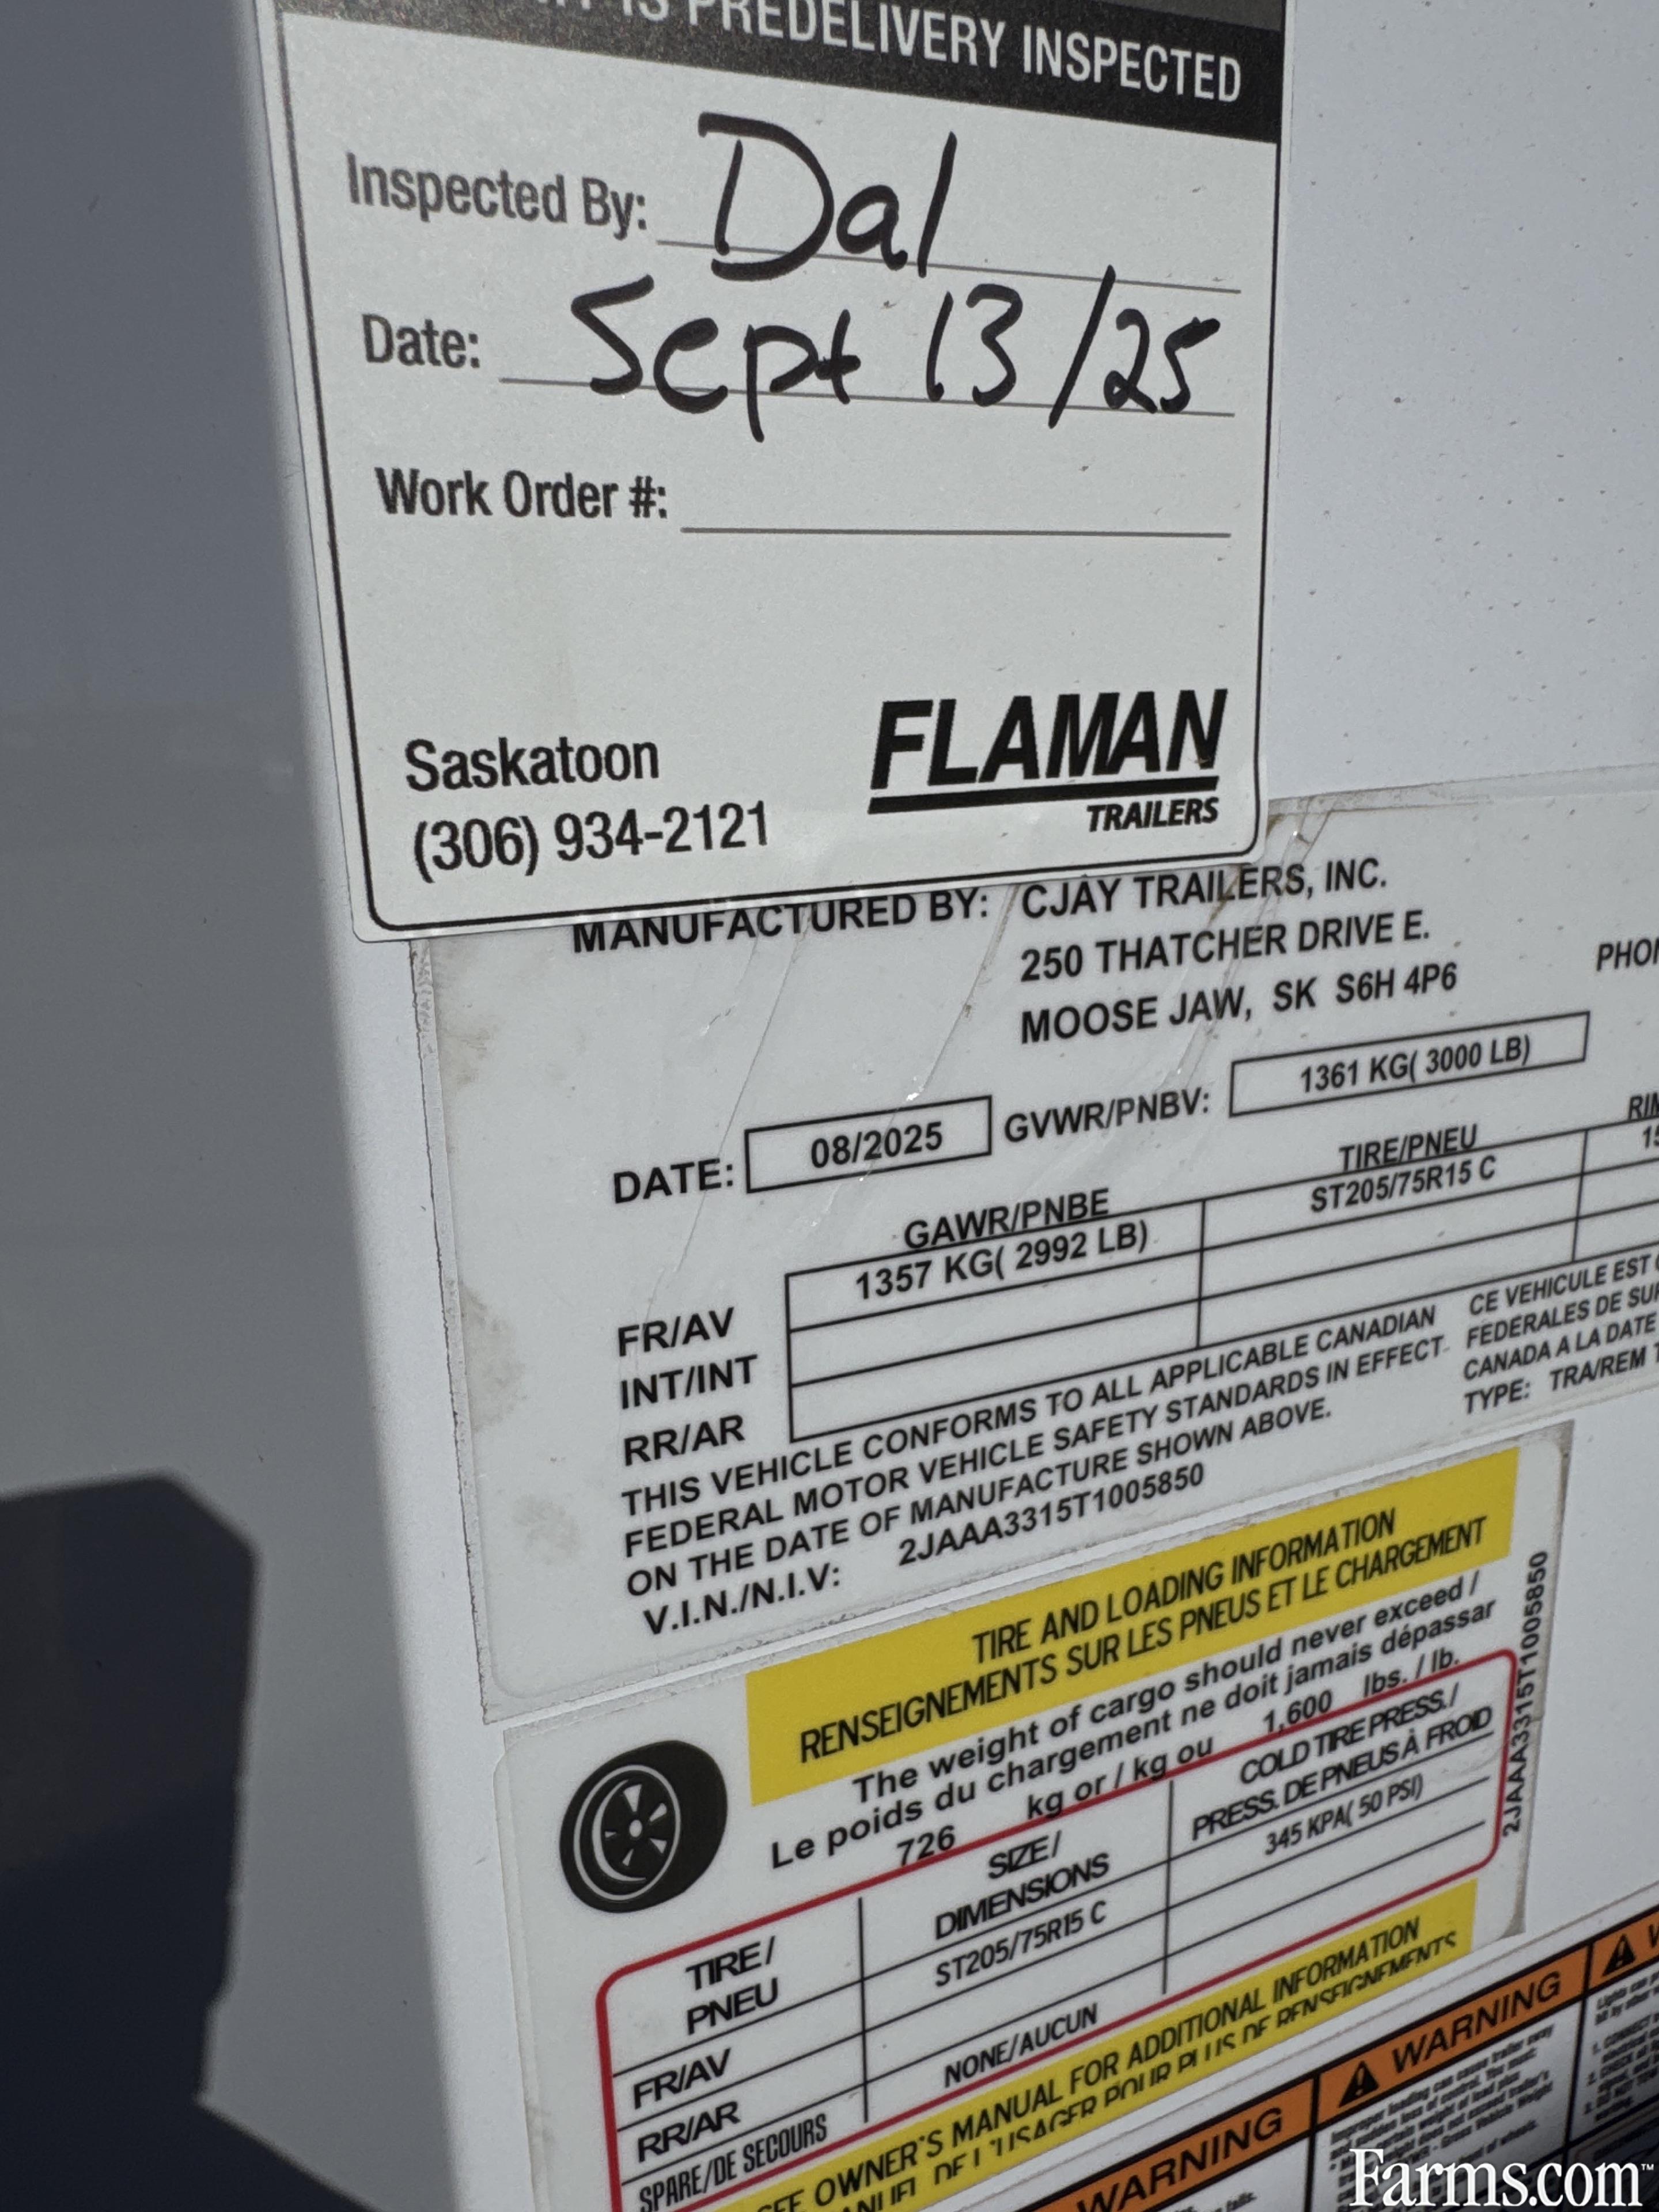 IS PREDELIVERY INSPECTED
Inspected By: Dal
Date: Sept 13/25
Work Order #:
Saskatoon
(306) 934-2121
FLAMAN
TRAILERS
MANUFACTURED BY: CJAY TRAILERS, INC.
250 THATCHER DRIVE E.
MOOSE JAW, SK S6H 4P6
DATE: 08/2025 GVWR/PNBV: 1361 KG( 3000 LB)
GAWR/PNBE TIRE/PNEU
FR/AV 1357 KG( 2992 LB) ST205/75R15 C
INT/INT
RR/AR
THIS VEHICLE CONFORMS TO ALL APPLICABLE CANADIAN
FEDERAL MOTOR VEHICLE SAFETY STANDARDS IN EFFECT
ON THE DATE OF MANUFACTURE SHOWN ABOVE.
V.I.N./N.I.V: 2JAAA3315T1005850
CE VEHICULE EST
FEDERALES DE
CANADA A LA DATE
TYPE: TRA/REM
TIRE AND LOADING INFORMATION
RENSEIGNEMENTS SUR LES PNEUS ET LE CHARGEMENT
The weight of cargo should never exceed /
Le poids du chargement ne doit jamais dépassar
726 kg or / kg ou 1,600 lbs. / lb.
TIRE/
PNEU
SIZE/
DIMENSIONS
COLD TIRE PRESS./
PRESS. DE PNEUS À FROID
FR/AV ST205/75R15 C 345 KPA( 50 PSI)
RR/AR
SPARE/DE SECOURS NONE/AUCUN
OWNER'S MANUAL FOR ADDITIONAL INFORMATION
DE L'USAGER POUR PLUS DE RENSEIGNEMENTS
2JAAA3315T1005850
WARNING
WARNING
Farms.com™